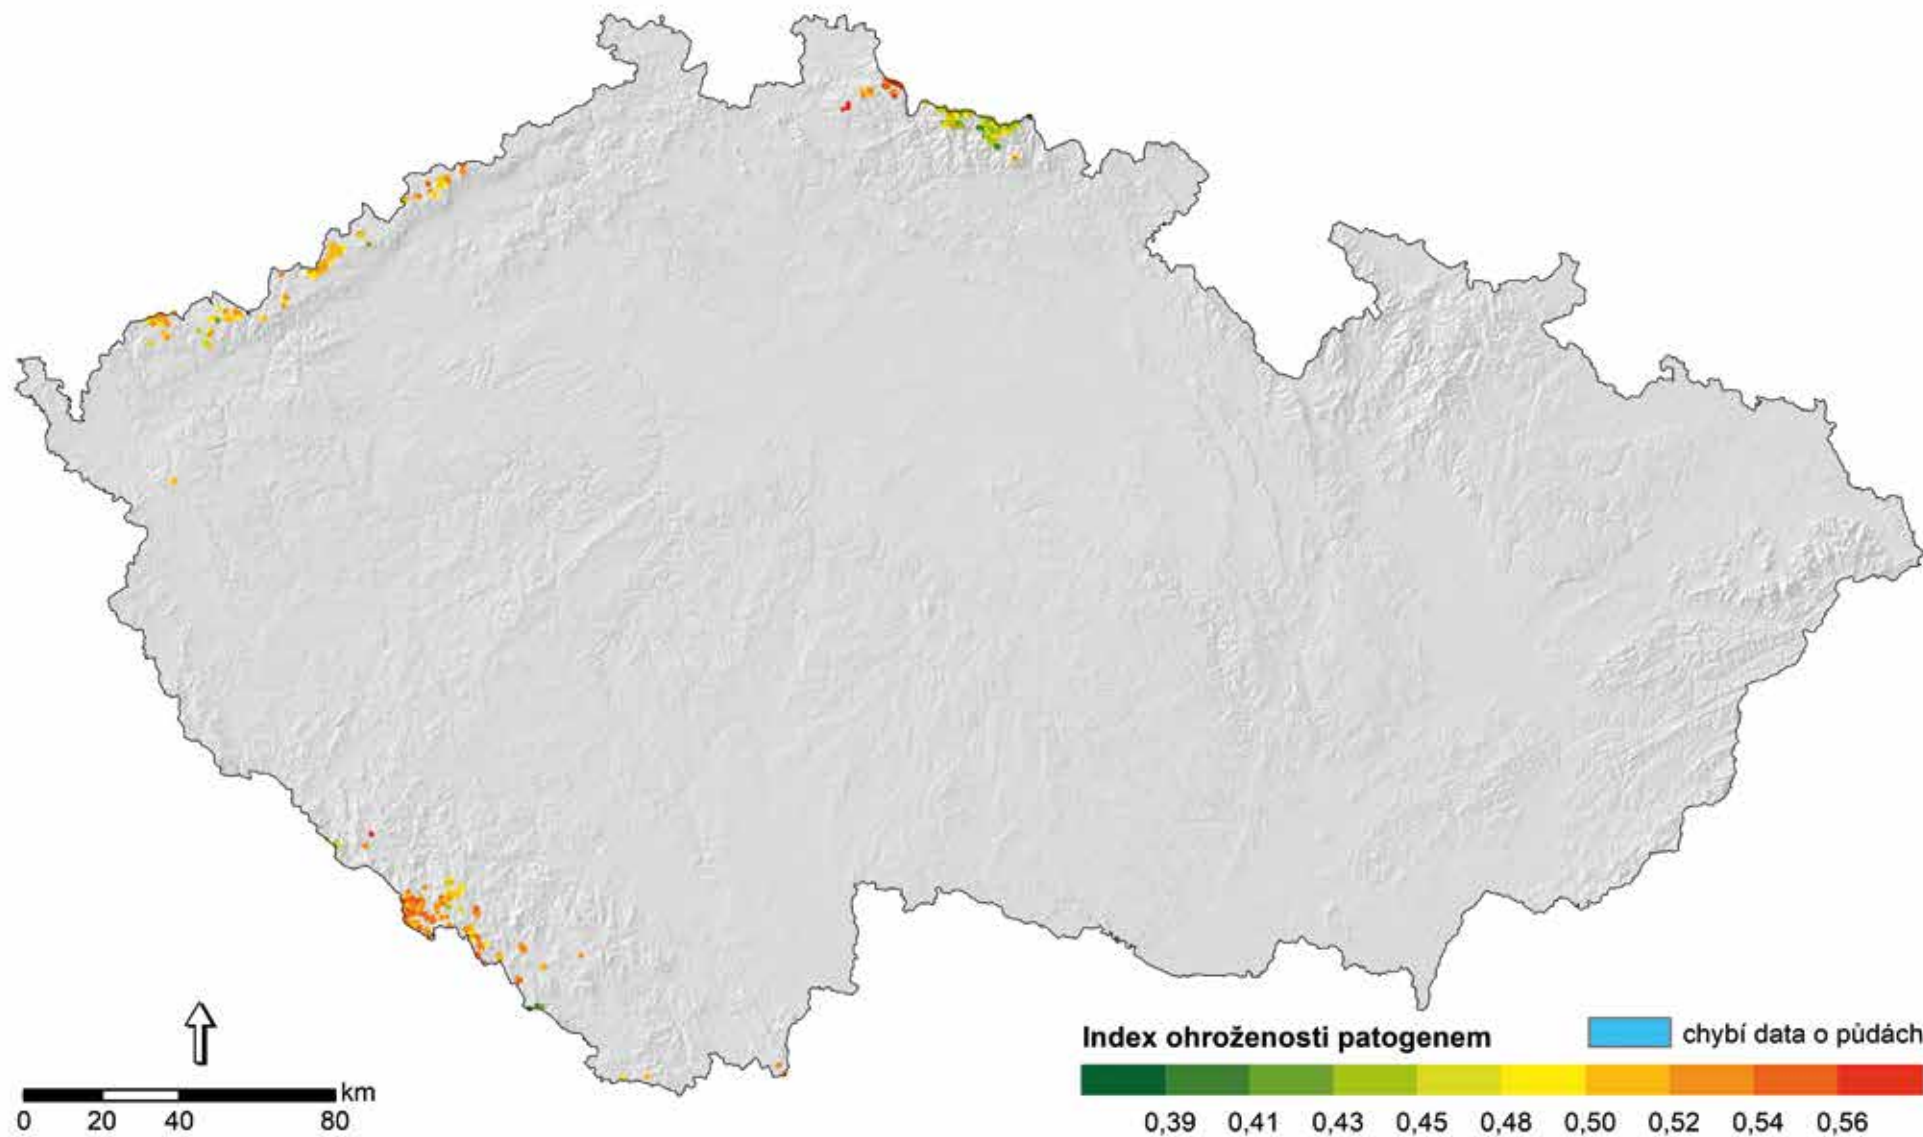 Index ohroženosti patogenem
chybí data o půdách
km
0 20 40 80
0,39 0,41 0,43 0,45 0,48 0,50 0,52 0,54 0,56